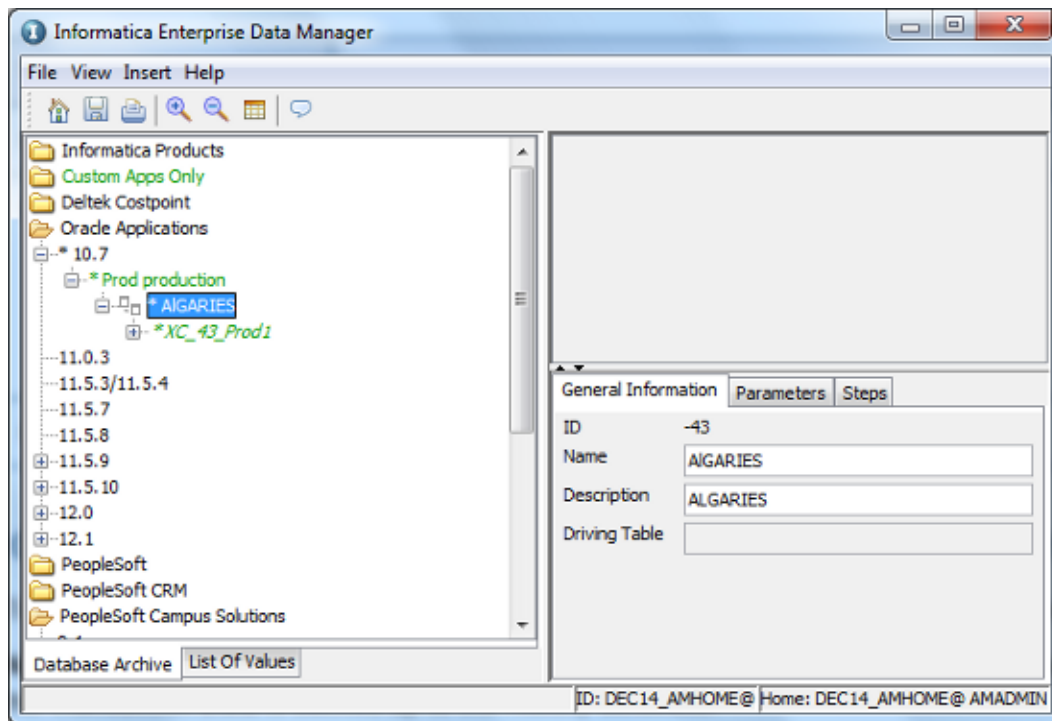 Informatica Enterprise Data Manager
File View Insert Help
Informatica Products
Custom Apps Only
Deltek Costpoint
Oracle Applications
* 10.7
* Prod production
* AlGARIES
* XC_43_Prod1
11.0.3
11.5.3/11.5.4
11.5.7
11.5.8
11.5.9
11.5.10
12.0
12.1
PeopleSoft
PeopleSoft CRM
PeopleSoft Campus Solutions
Database Archive List Of Values
General Information Parameters Steps
ID -43
Name AlGARIES
Description ALGARIES
Driving Table
ID: DEC14_AMHOME@ Home: DEC14_AMHOME@ AMADMIN